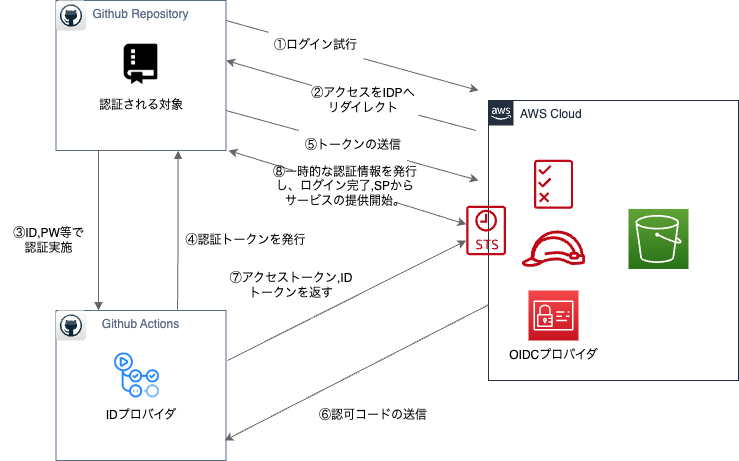 Github Repository
認証される対象
①ログイン試行
②アクセスをIDPへ
リダイレクト
⑤トークンの送信
⑧一時的な認証情報を発行
し、ログイン完了,SPから
サービスの提供開始。
aws
AWS Cloud
STS
OIDCプロバイダ
③ID,PW等で
認証実施
④認証トークンを発行
⑦アクセストークン,ID
トークンを返す
Github Actions
IDプロバイダ
⑥認可コードの送信